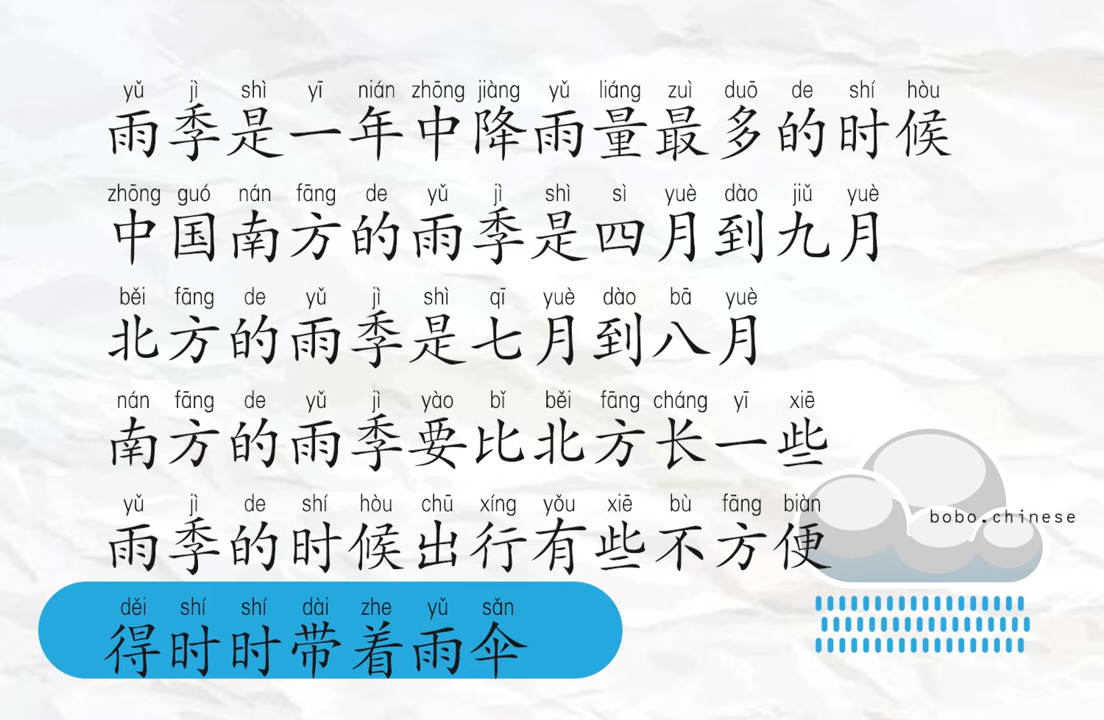 yǔ jì shì yī nián zhōng jiàng yǔ liáng zuì duō de shí hòu
雨季是一年中降雨量最多的时候
zhōng guó nán fāng de yǔ jì shì sì yuè dào jiǔ yuè
中国南方的雨季是四月到九月
běi fāng de yǔ jì shì qī yuè dào bā yuè
北方的雨季是七月到八月
nán fāng de yǔ jì yào bǐ běi fāng cháng yī xiē
南方的雨季要比北方长一些
yǔ jì de shí hòu chū xíng yǒu xiē bù fāng biàn
雨季的时候出行有些不方便
bobo.chinese
děi shí shí dài zhe yǔ sǎn
得时时带着雨伞